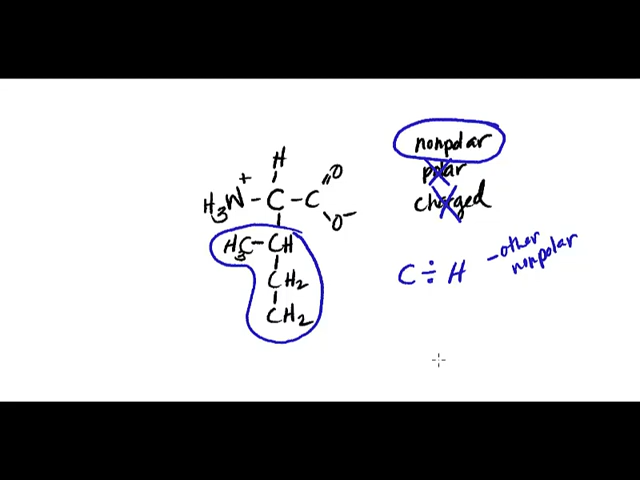 nonpolar
polar
charged
H
+
O
H3N - C - C
O-
H3C - CH
CH2
CH2
C ÷ H
- other
nonpolar